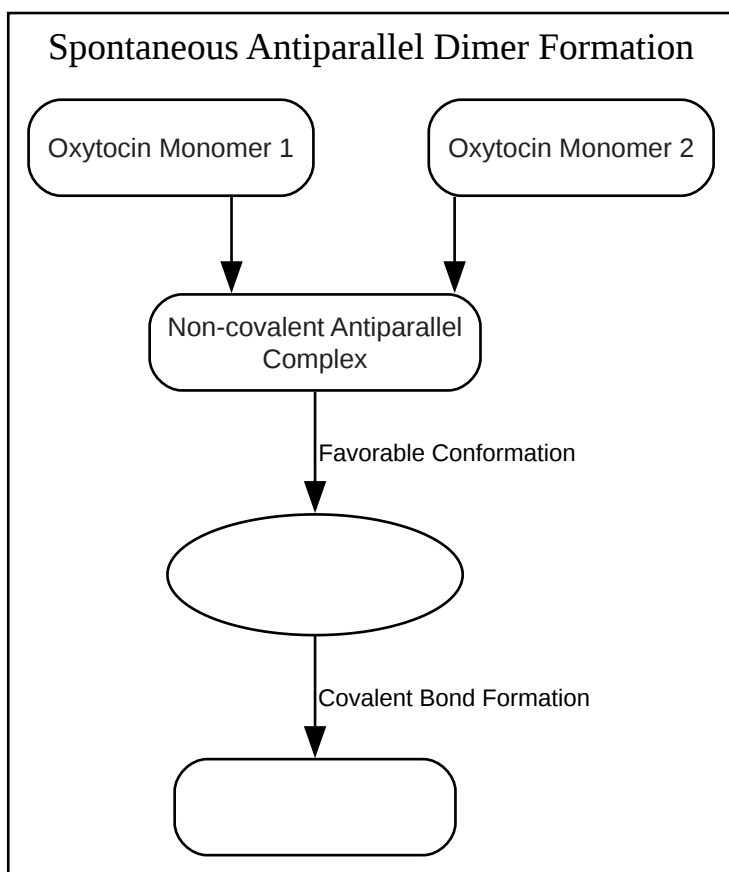 Spontaneous Antiparallel Dimer Formation
Oxytocin Monomer 1
Oxytocin Monomer 2
Non-covalent Antiparallel
Complex
Favorable Conformation
Covalent Bond Formation